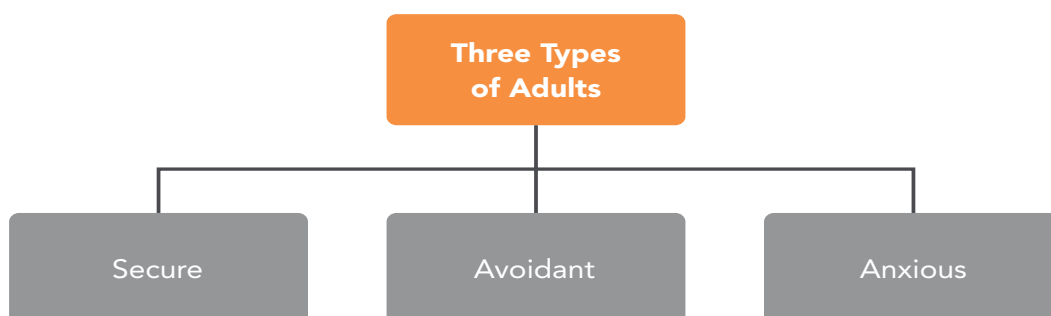 Three Types
of Adults
Secure
Avoidant
Anxious